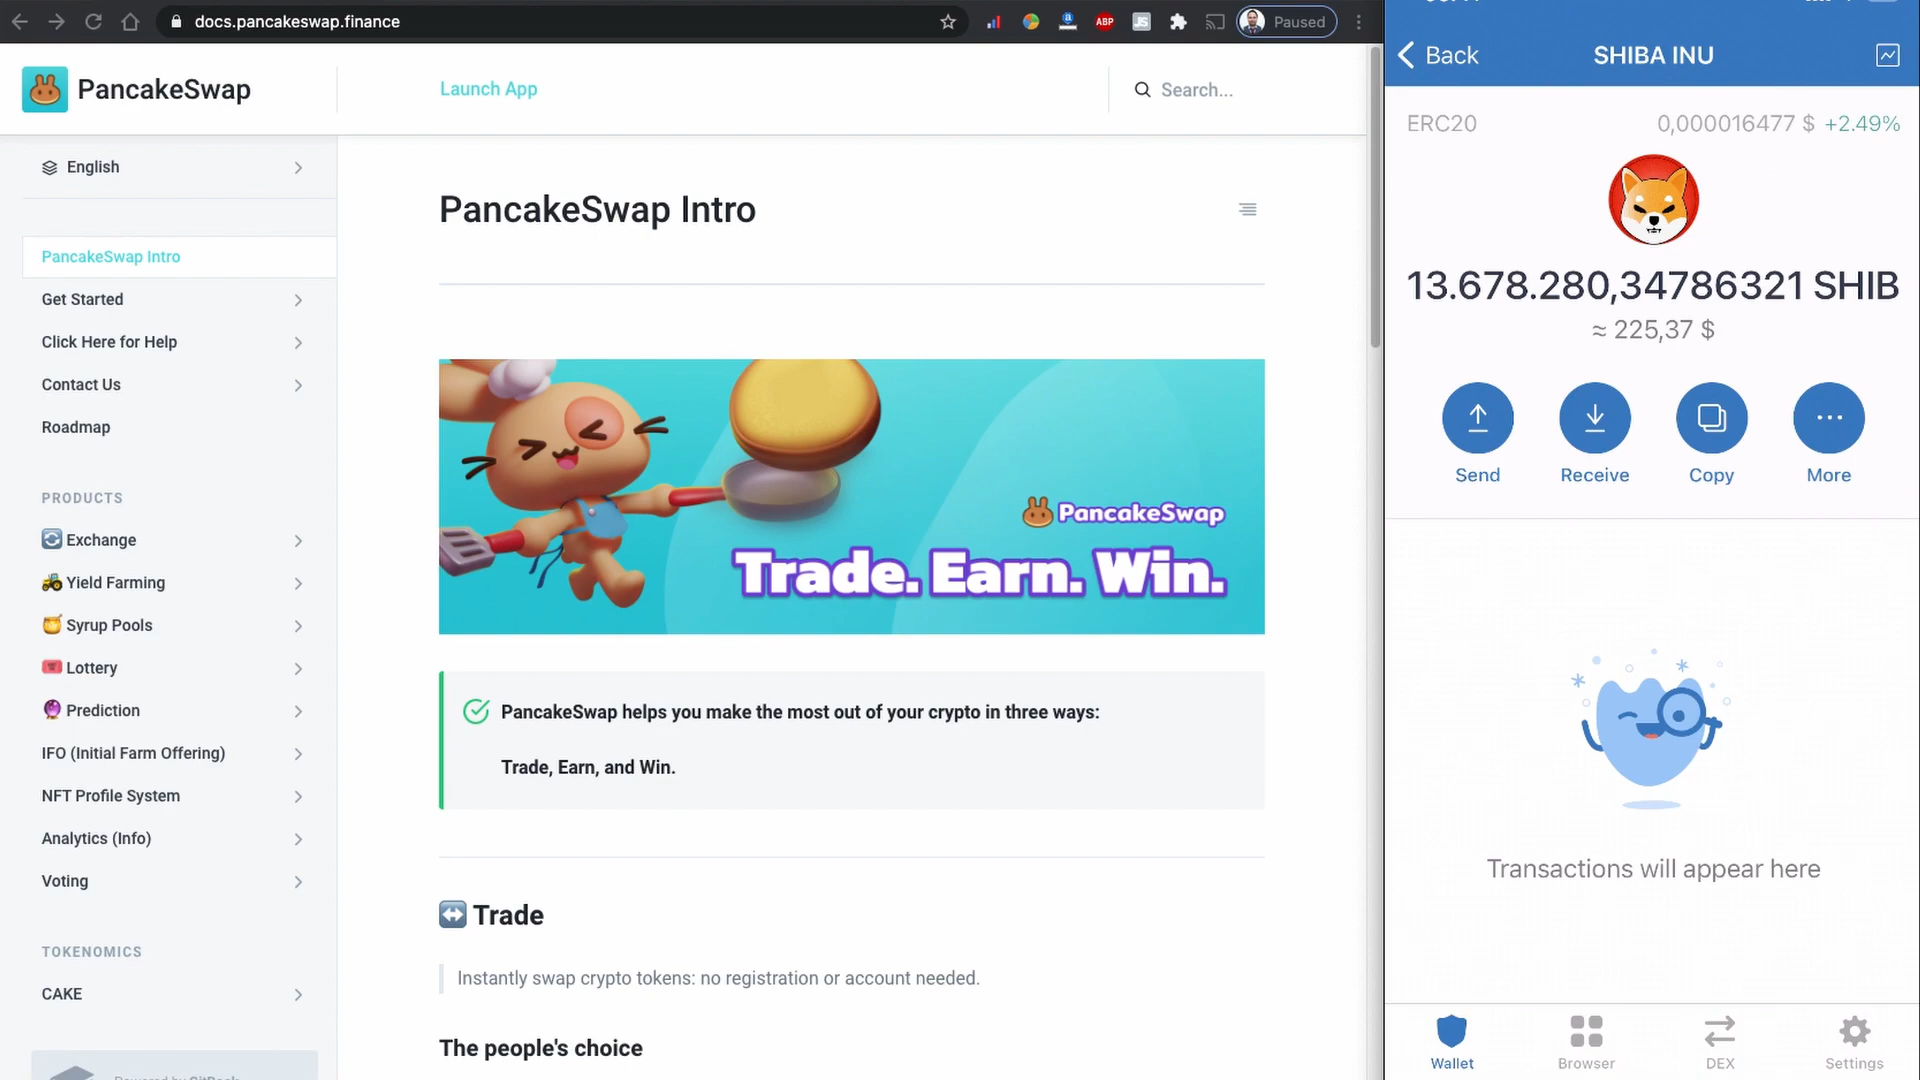 docs.pancakeswap.finance
ABP
JS
Paused
PancakeSwap
Launch App
Search...
English
PancakeSwap Intro
Get Started
Click Here for Help
Contact Us
Roadmap
PRODUCTS
Exchange
Yield Farming
Syrup Pools
Lottery
Prediction
IFO (Initial Farm Offering)
NFT Profile System
Analytics (Info)
Voting
TOKENOMICS
CAKE
PancakeSwap Intro
PancakeSwap
Trade. Earn. Win.
PancakeSwap helps you make the most out of your crypto in three ways:
Trade, Earn, and Win.
Trade
Instantly swap crypto tokens: no registration or account needed.
The people's choice
Back
SHIBA INU
ERC20
0,000016477 $ +2.49%
13.678.280,34786321 SHIB
≈ 225,37 $
Send
Receive
Copy
More
Transactions will appear here
Wallet
Browser
DEX
Settings